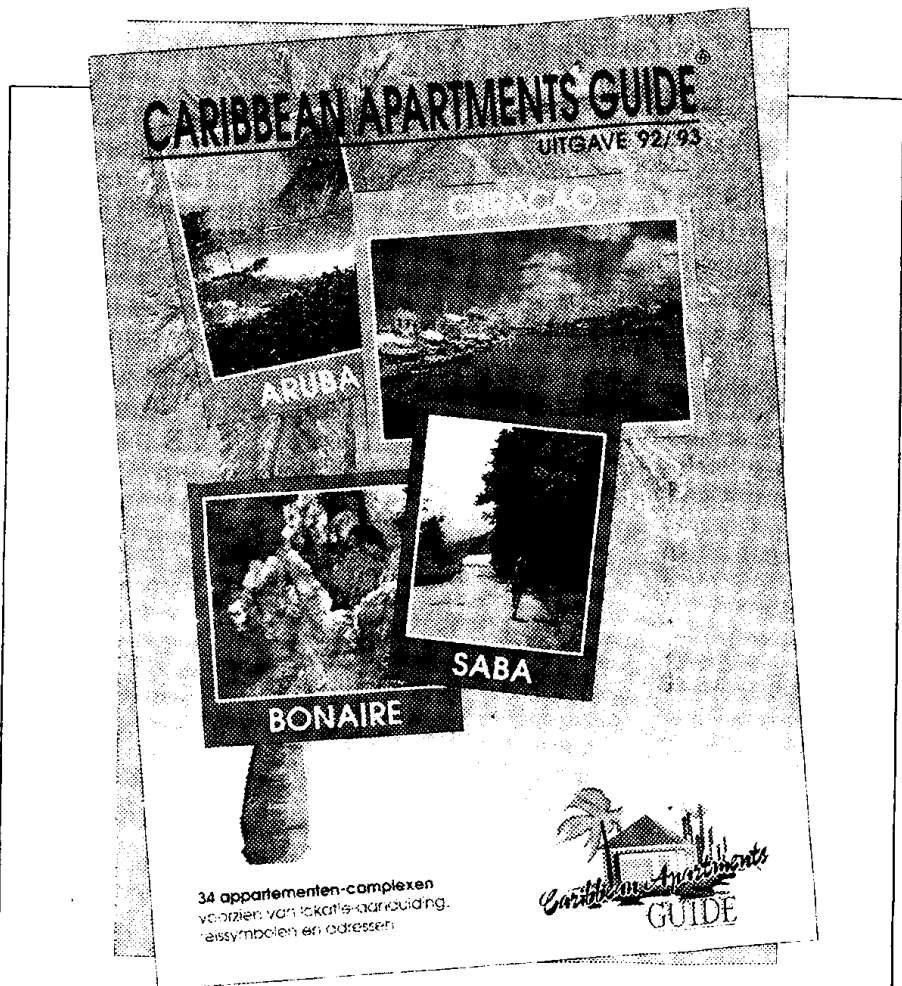 CARIBBEAN APARTMENTS GUIDE®
UITGAVE 92/93
CURAÇAO
ARUBA
SABA
BONAIRE
34 appartementen-complexen
voorzien van lokatie-aanduiding,
reissymbolen en adressen
Caribbean Apartments
GUIDE